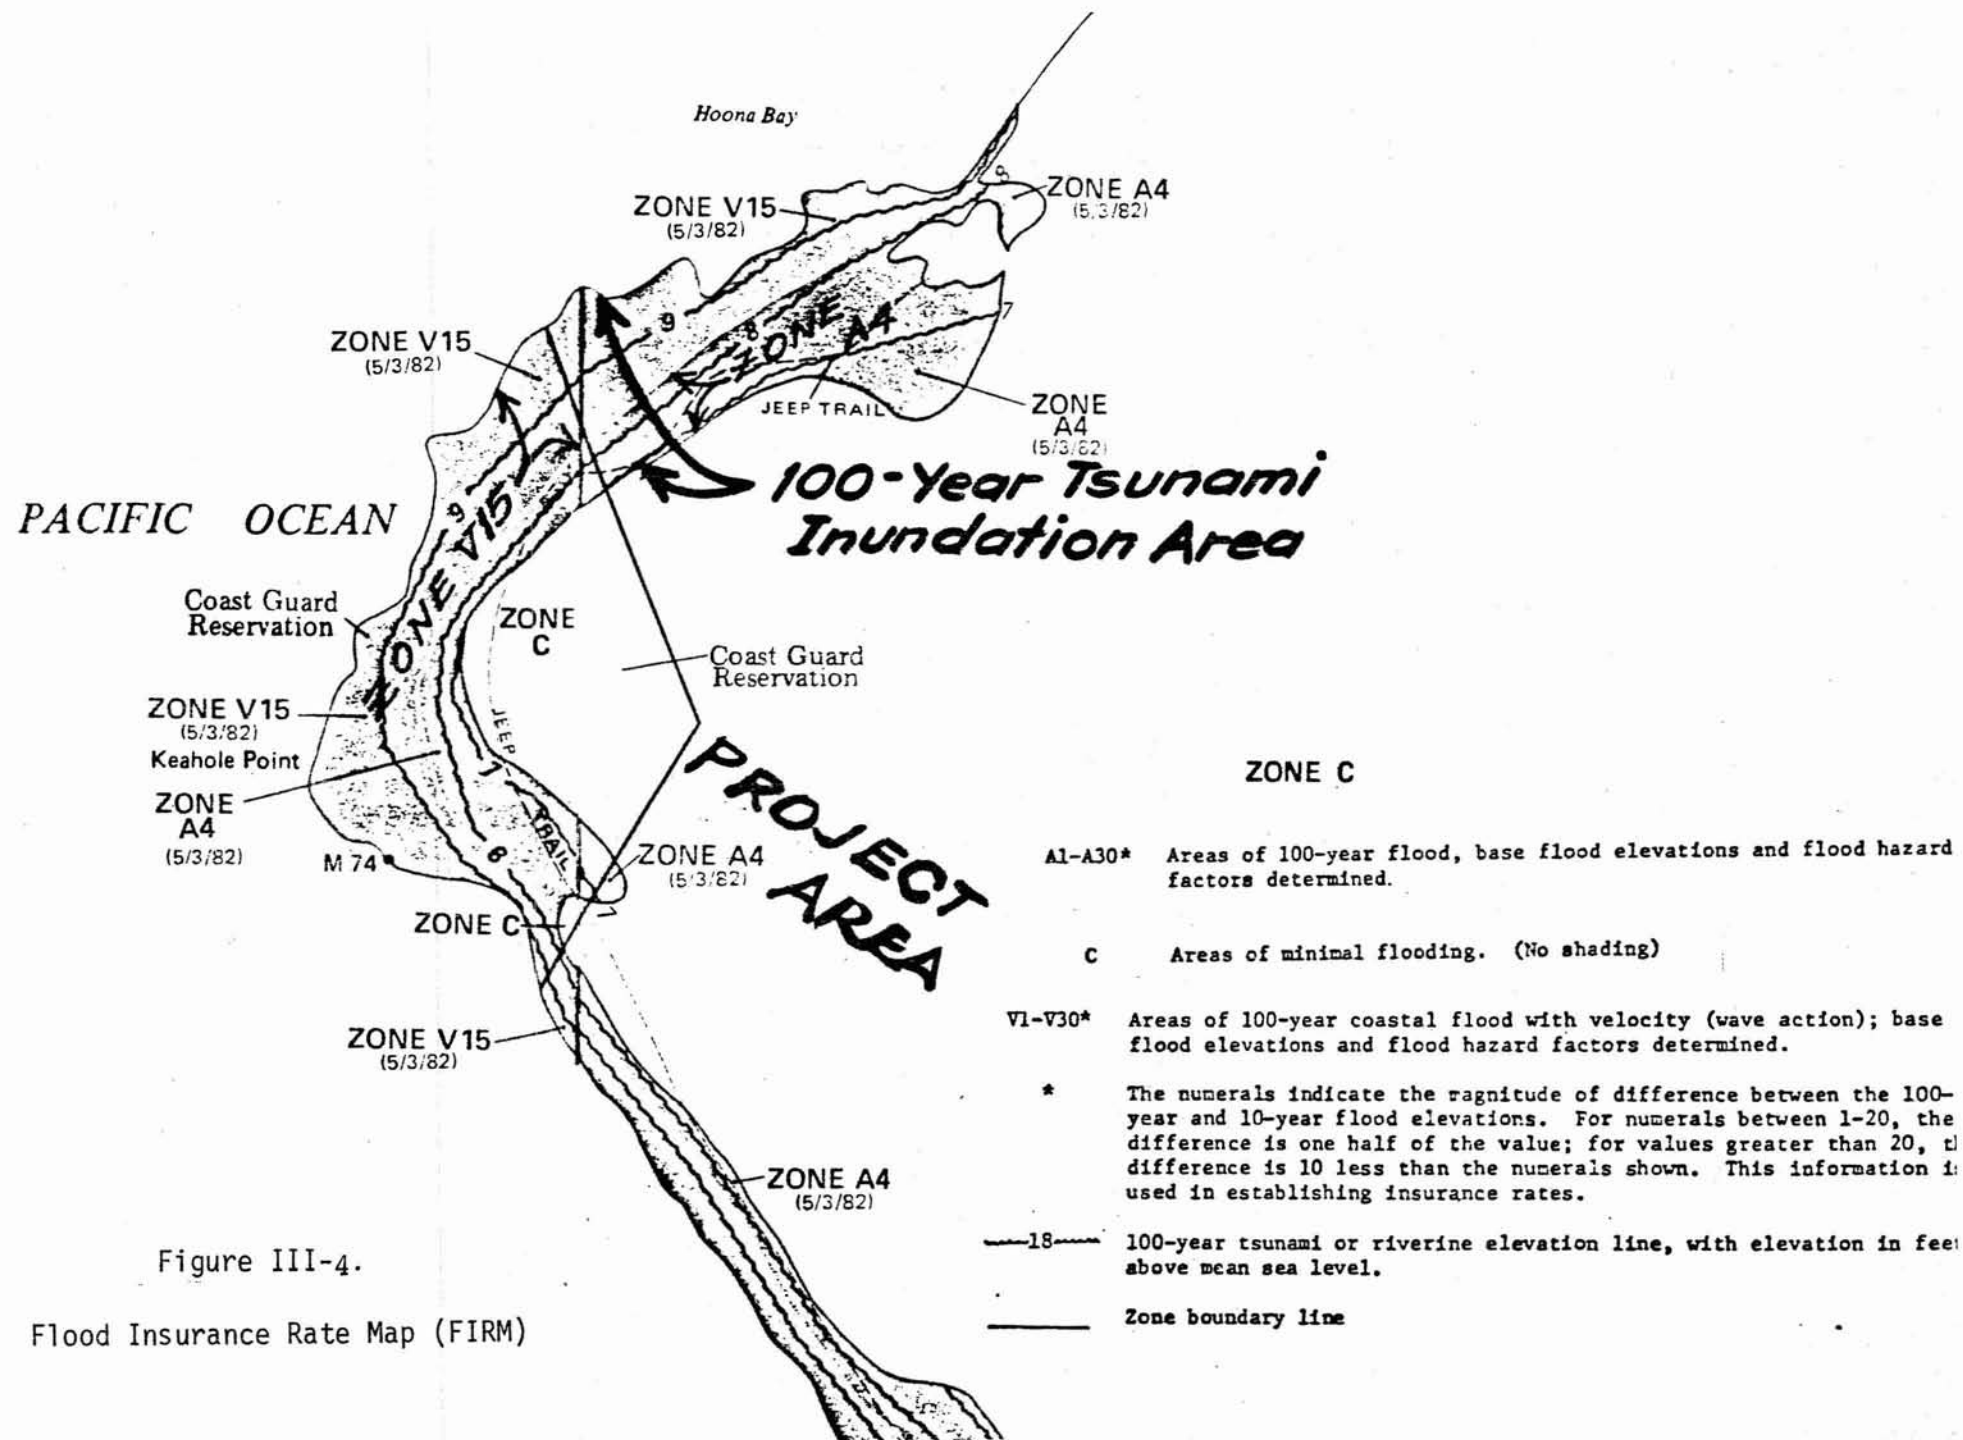 Hoona Bay
ZONE V15
(5/3/82)
ZONE A4
(5/3/82)
8
ZONE V15
(5/3/82)
9
8
ZONE A4
7
JEEP TRAIL
ZONE
A4
(5/3/82)
100-Year Tsunami
Inundation Area
PACIFIC OCEAN
9
ZONE V15
Coast Guard
Reservation
ZONE
C
Coast Guard
Reservation
ZONE V15
(5/3/82)
Keahole Point
ZONE
A4
(5/3/82)
M 74
JEEP TRAIL
7
8
ZONE A4
(5/3/82)
7
ZONE C
PROJECT
AREA
ZONE V15
(5/3/82)
ZONE A4
(5/3/82)
ZONE C
A1-A30* Areas of 100-year flood, base flood elevations and flood hazard
factors determined.
C Areas of minimal flooding. (No shading)
V1-V30* Areas of 100-year coastal flood with velocity (wave action); base
flood elevations and flood hazard factors determined.
* The numerals indicate the magnitude of difference between the 100-
year and 10-year flood elevations. For numerals between 1-20, the
difference is one half of the value; for values greater than 20,
difference is 10 less than the numerals shown. This information
used in establishing insurance rates.
18 100-year tsunami or riverine elevation line, with elevation in fee
above mean sea level.
Zone boundary line
Figure III-4.
Flood Insurance Rate Map (FIRM)